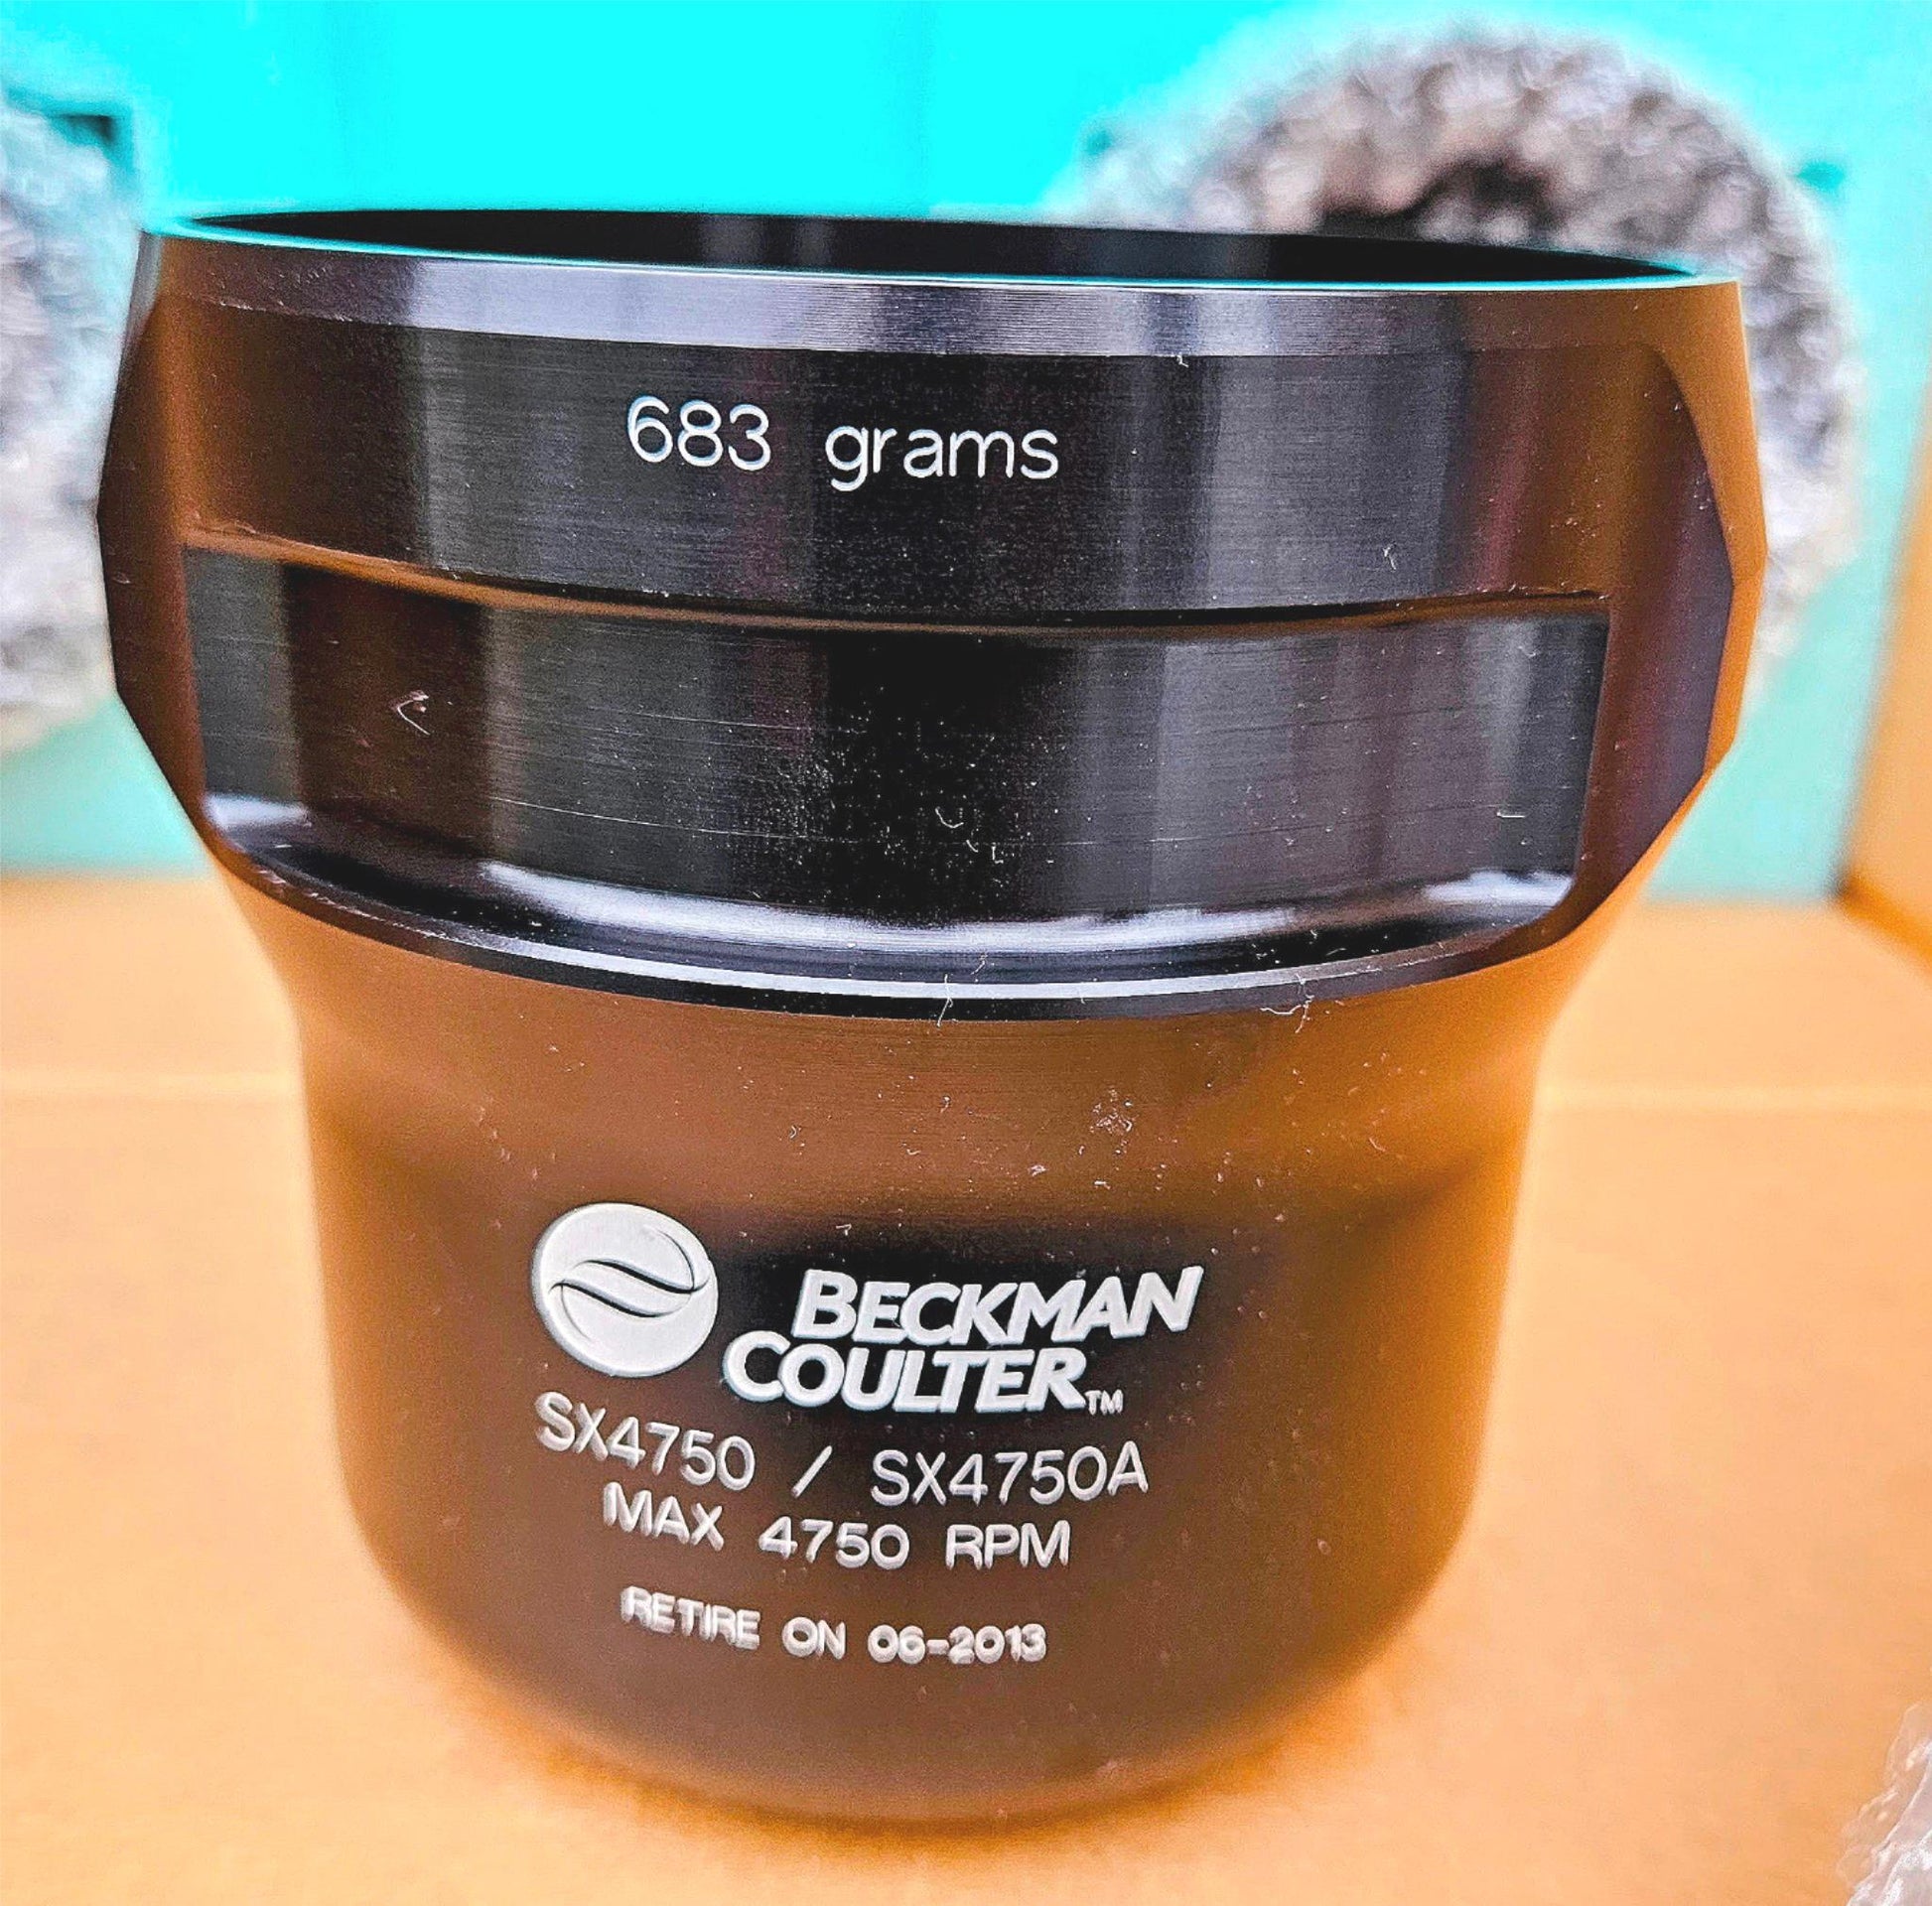 683 grams
BECKMAN
COULTER™
SX4750 / SX4750A
MAX 4750 RPM
RETIRE ON 06-2013